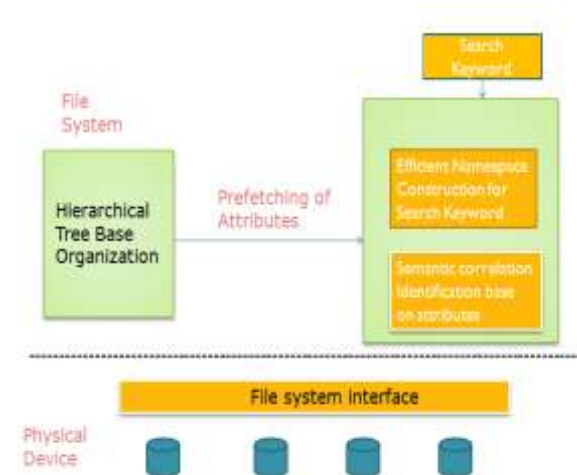 Search
Keyword
File
System
Efficient Namespace
Construction for
Search Keyword
Prefetching of
Attributes
Hierarchical
Tree Base
Organization
Semantic correlation
Identification base
on attributes
File system interface
Physical
Device